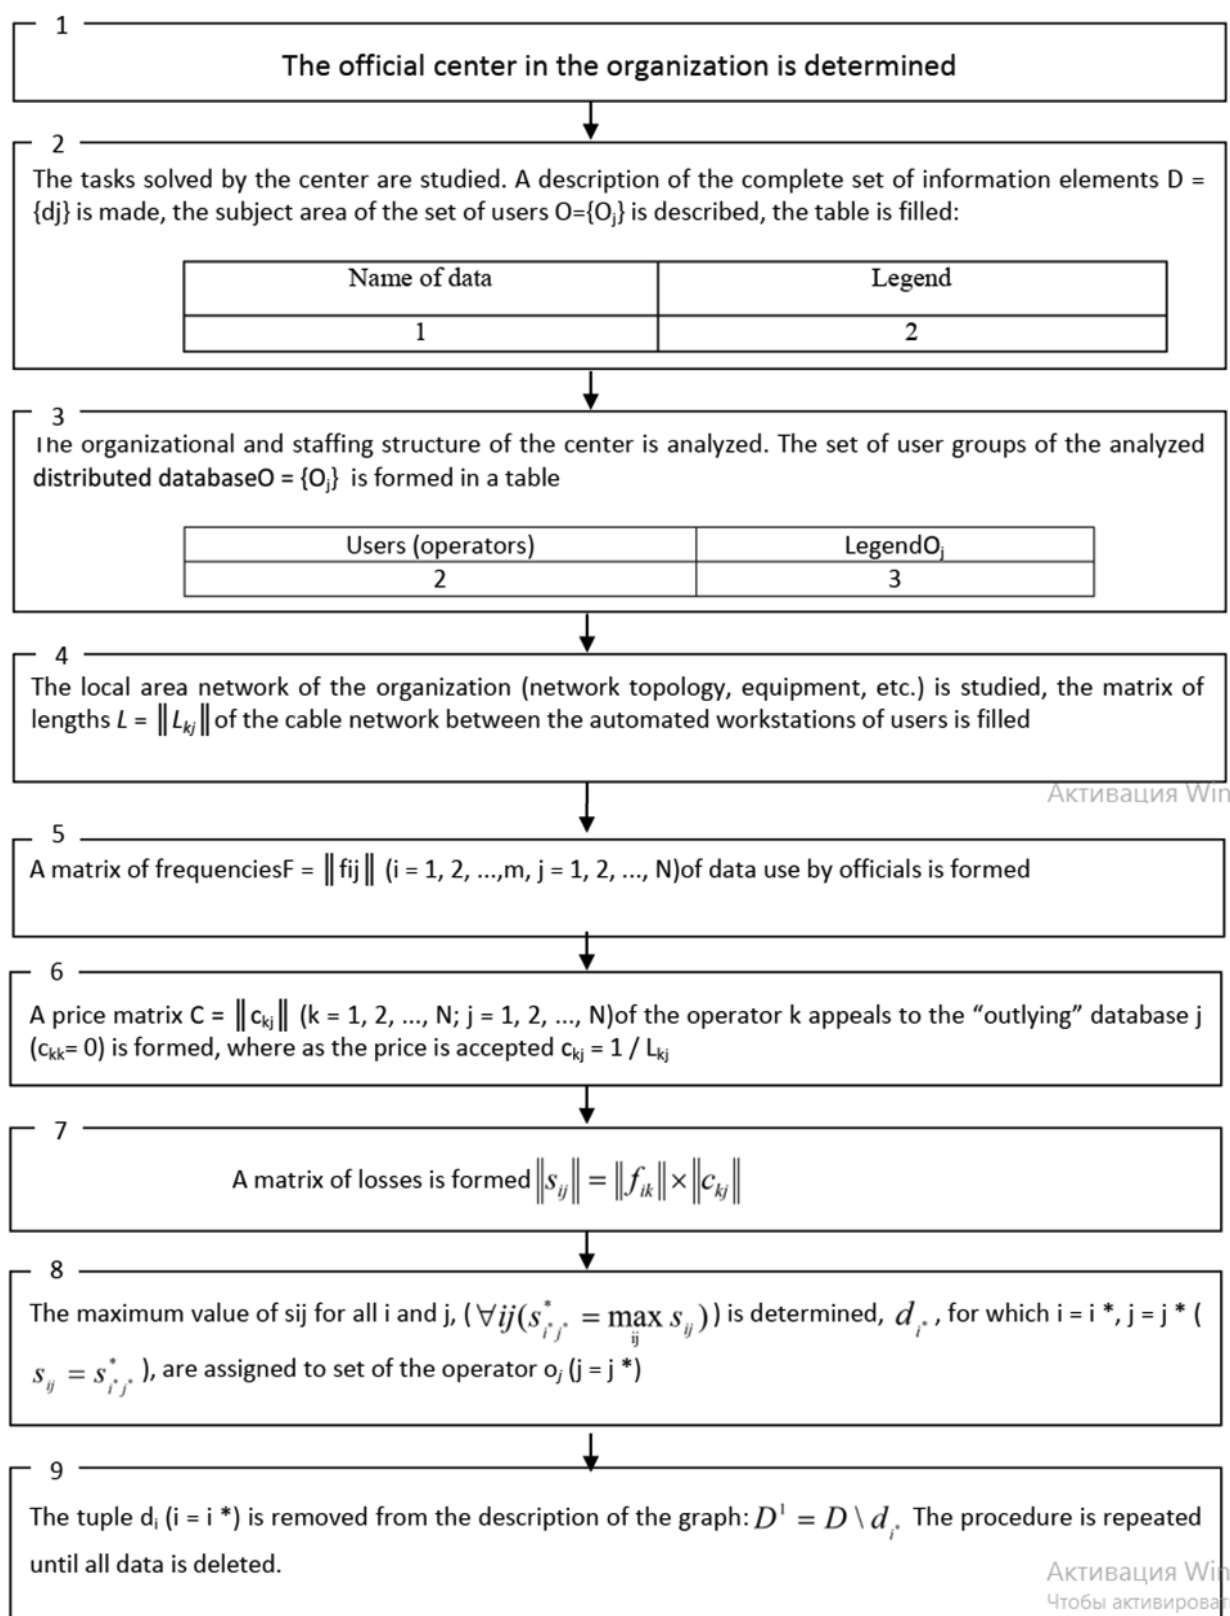 1
The official center in the organization is determined
2
The tasks solved by the center are studied. A description of the complete set of information elements D =
{dj} is made, the subject area of the set of users O={Oj} is described, the table is filled:
Name of data Legend
1 2
3
The organizational and staffing structure of the center is analyzed. The set of user groups of the analyzed
distributed databaseO = {Oj} is formed in a table
Users (operators) LegendOj
2 3
4
The local area network of the organization (network topology, equipment, etc.) is studied, the matrix of
lengths L = ‖Lkj‖ of the cable network between the automated workstations of users is filled
Активация Win
5
A matrix of frequenciesF = ‖fij‖ (i = 1, 2, ...,m, j = 1, 2, ..., N)of data use by officials is formed
6
A price matrix C = ‖ckj‖ (k = 1, 2, ..., N; j = 1, 2, ..., N)of the operator k appeals to the “outlying” database j
(ckk= 0) is formed, where as the price is accepted ckj = 1 / Lkj
7
A matrix of losses is formed ‖sij‖ = ‖fik‖ × ‖ckj‖
8
The maximum value of sij for all i and j, ( ∀ij(s*i*j* = max sij)) is determined, di* , for which i = i *, j = j * (
ij
sij = s*i*j* ), are assigned to set of the operator oj (j = j *)
9
The tuple di (i = i *) is removed from the description of the graph: D¹ = D \ di* The procedure is repeated
until all data is deleted.
Активация Win
Чтобы активироват